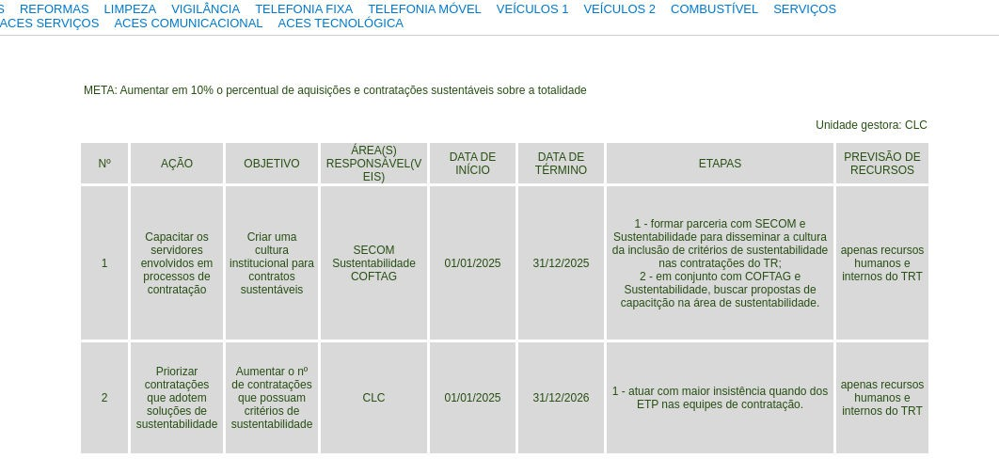 S REFORMAS LIMPEZA VIGILÂNCIA TELEFONIA FIXA TELEFONIA MÓVEL VEÍCULOS 1 VEÍCULOS 2 COMBUSTÍVEL SERVIÇOS
ACES SERVIÇOS ACES COMUNICACIONAL ACES TECNOLÓGICA
META: Aumentar em 10% o percentual de aquisições e contratações sustentáveis sobre a totalidade
Unidade gestora: CLC
Nº
AÇÃO
OBJETIVO
ÁREA(S)
RESPONSÁVEL(V
EIS)
DATA DE
INÍCIO
DATA DE
TÉRMINO
ETAPAS
PREVISÃO DE
RECURSOS
1
Capacitar os
servidores
envolvidos em
processos de
contratação
Criar uma
cultura
institucional para
contratos
sustentáveis
SECOM
Sustentabilidade
COFTAG
01/01/2025
31/12/2025
1 - formar parceria com SECOM e
Sustentabilidade para disseminar a cultura
da inclusão de critérios de sustentabilidade
nas contratações do TR;
2 - em conjunto com COFTAG e
Sustentabilidade, buscar propostas de
capacitção na área de sustentabilidade.
apenas recursos
humanos e
internos do TRT
2
Priorizar
contratações
que adotem
soluções de
sustentabilidade
Aumentar o nº
de contratações
que possuam
critérios de
sustentabilidade
CLC
01/01/2025
31/12/2026
1 - atuar com maior insistência quando dos
ETP nas equipes de contratação.
apenas recursos
humanos e
internos do TRT